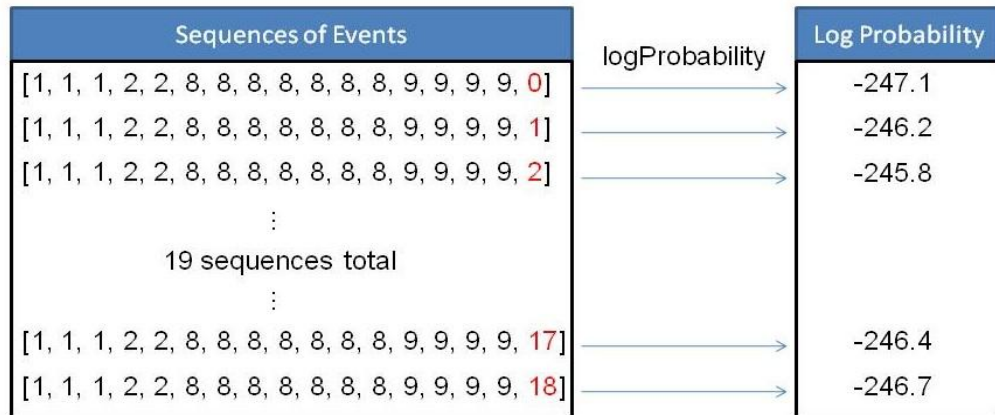 Sequences of Events
logProbability
Log Probability
[1, 1, 1, 2, 2, 8, 8, 8, 8, 8, 8, 8, 9, 9, 9, 9, 0]
-247.1
[1, 1, 1, 2, 2, 8, 8, 8, 8, 8, 8, 8, 9, 9, 9, 9, 1]
-246.2
[1, 1, 1, 2, 2, 8, 8, 8, 8, 8, 8, 8, 9, 9, 9, 9, 2]
-245.8
⋮
19 sequences total
⋮
[1, 1, 1, 2, 2, 8, 8, 8, 8, 8, 8, 8, 9, 9, 9, 9, 17]
-246.4
[1, 1, 1, 2, 2, 8, 8, 8, 8, 8, 8, 8, 9, 9, 9, 9, 18]
-246.7